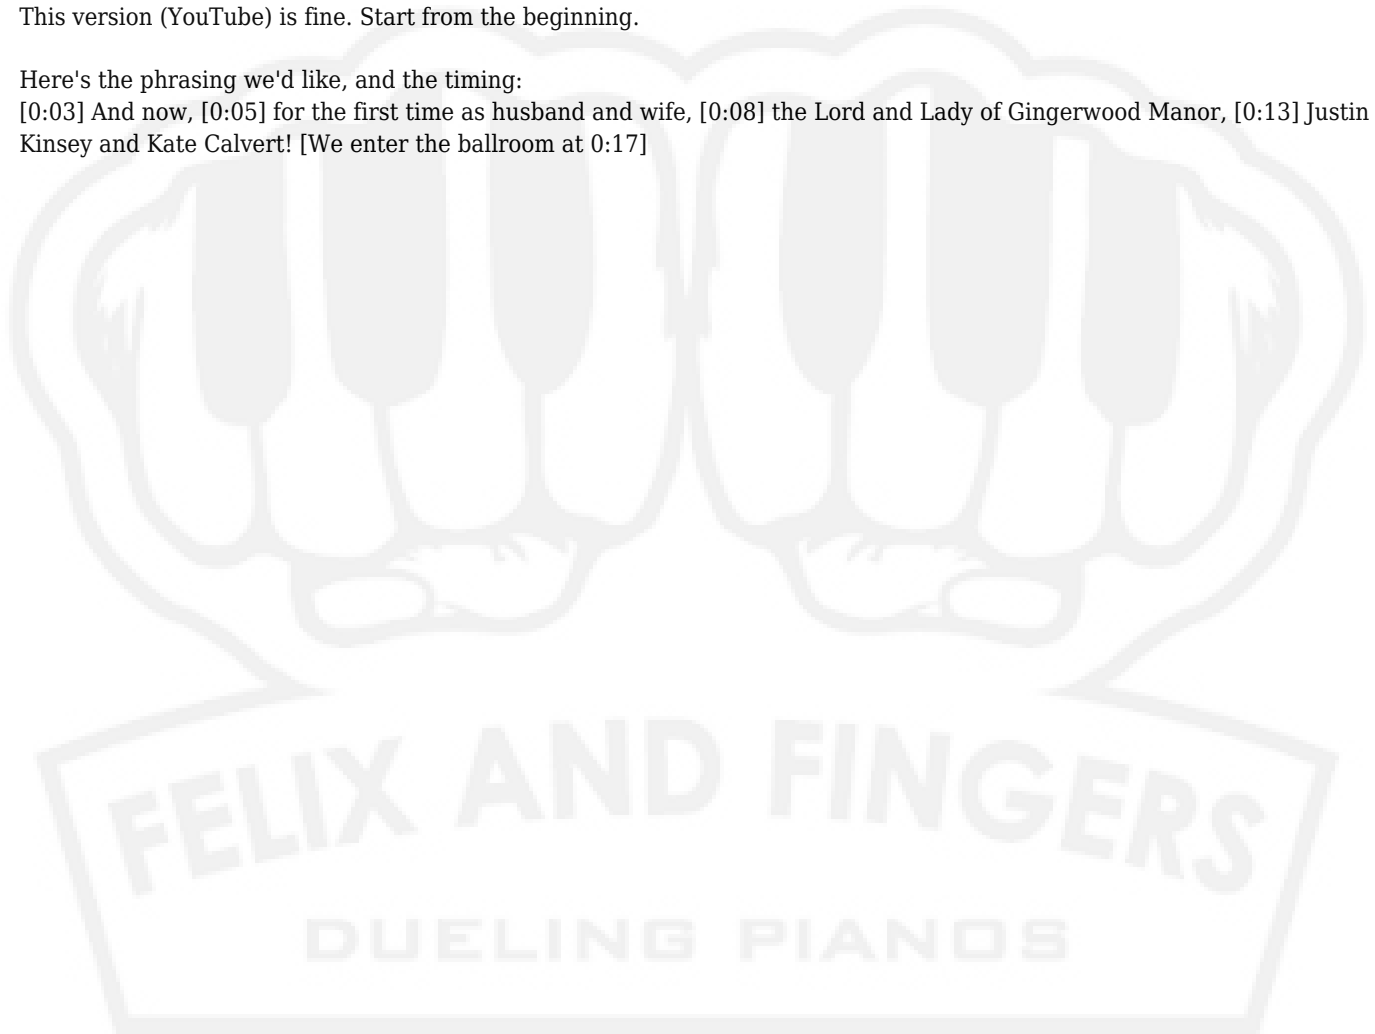 This version (YouTube) is fine. Start from the beginning.
Here's the phrasing we'd like, and the timing:
[0:03] And now, [0:05] for the first time as husband and wife, [0:08] the Lord and Lady of Gingerwood Manor, [0:13] Justin
Kinsey and Kate Calvert! [We enter the ballroom at 0:17]
FELIX AND FINGERS
DUELING PIANOS